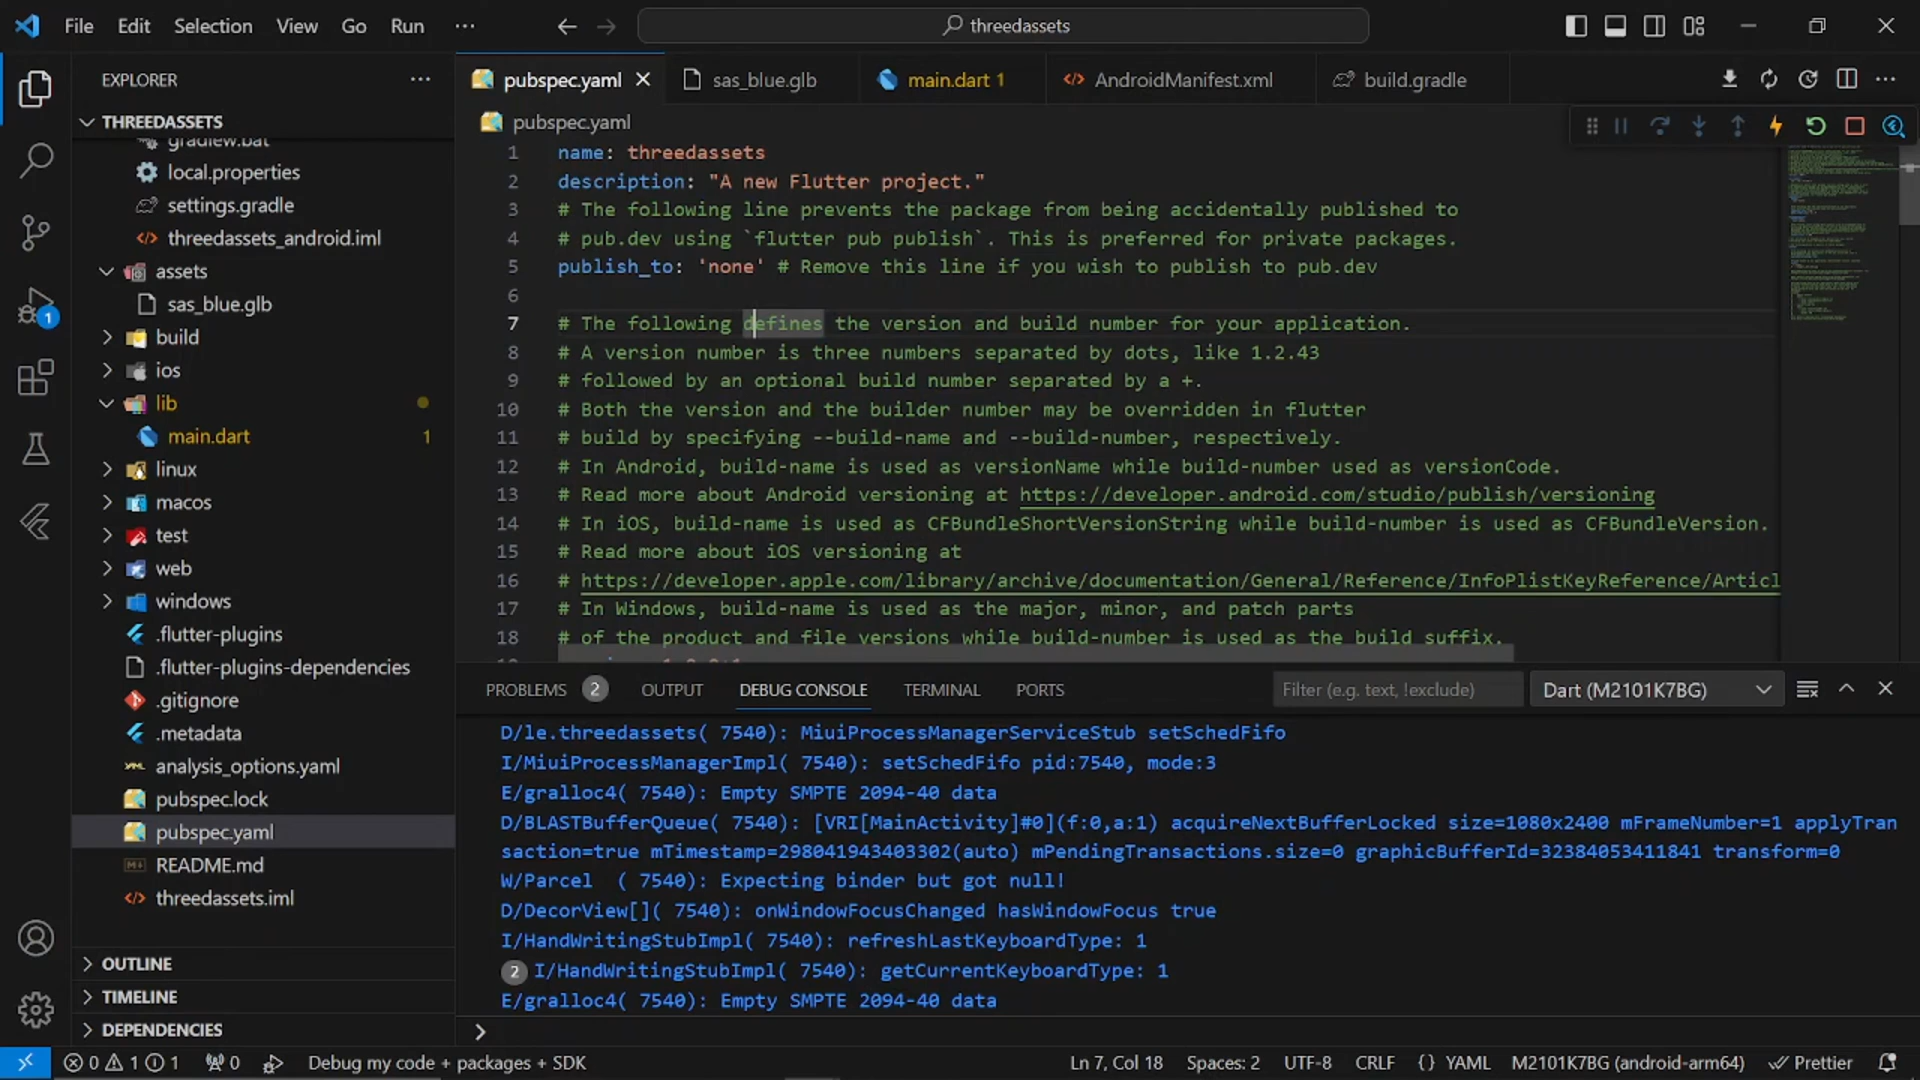 File Edit Selection View Go Run ···
threedassets
EXPLORER
THREEDASSETS
gradlew.bat
local.properties
settings.gradle
threedassets_android.iml
assets
sas_blue.glb
build
ios
lib
main.dart 1
linux
macos
test
web
windows
.flutter-plugins
.flutter-plugins-dependencies
.gitignore
.metadata
analysis_options.yaml
pubspec.lock
pubspec.yaml
README.md
threedassets.iml
OUTLINE
TIMELINE
DEPENDENCIES
1
pubspec.yaml sas_blue.glb main.dart 1 AndroidManifest.xml build.gradle
pubspec.yaml
1 name: threedassets
2 description: "A new Flutter project."
3 # The following line prevents the package from being accidentally published to
4 # pub.dev using `flutter pub publish`. This is preferred for private packages.
5 publish_to: 'none' # Remove this line if you wish to publish to pub.dev
6
7 # The following defines the version and build number for your application.
8 # A version number is three numbers separated by dots, like 1.2.43
9 # followed by an optional build number separated by a +.
10 # Both the version and the builder number may be overridden in flutter
11 # build by specifying --build-name and --build-number, respectively.
12 # In Android, build-name is used as versionName while build-number used as versionCode.
13 # Read more about Android versioning at https://developer.android.com/studio/publish/versioning
14 # In iOS, build-name is used as CFBundleShortVersionString while build-number is used as CFBundleVersion.
15 # Read more about iOS versioning at
16 # https://developer.apple.com/library/archive/documentation/General/Reference/InfoPlistKeyReference/Articl
17 # In Windows, build-name is used as the major, minor, and patch parts
18 # of the product and file versions while build-number is used as the build suffix.
PROBLEMS 2 OUTPUT DEBUG CONSOLE TERMINAL PORTS Filter (e.g. text, !exclude) Dart (M2101K7BG)
D/le.threedassets( 7540): MiuiProcessManagerServiceStub setSchedFifo
I/MiuiProcessManagerImpl( 7540): setSchedFifo pid:7540, mode:3
E/gralloc4( 7540): Empty SMPTE 2094-40 data
D/BLASTBufferQueue( 7540): [VRI[MainActivity]#0](f:0,a:1) acquireNextBufferLocked size=1080x2400 mFrameNumber=1 applyTran
saction=true mTimestamp=298041943403302(auto) mPendingTransactions.size=0 graphicBufferId=32384053411841 transform=0
W/Parcel  ( 7540): Expecting binder but got null!
D/DecorView[]( 7540): onWindowFocusChanged hasWindowFocus true
I/HandWritingStubImpl( 7540): refreshLastKeyboardType: 1
2 I/HandWritingStubImpl( 7540): getCurrentKeyboardType: 1
E/gralloc4( 7540): Empty SMPTE 2094-40 data
0 1 1 0 Debug my code + packages + SDK Ln 7, Col 18 Spaces: 2 UTF-8 CRLF {} YAML M2101K7BG (android-arm64) Prettier